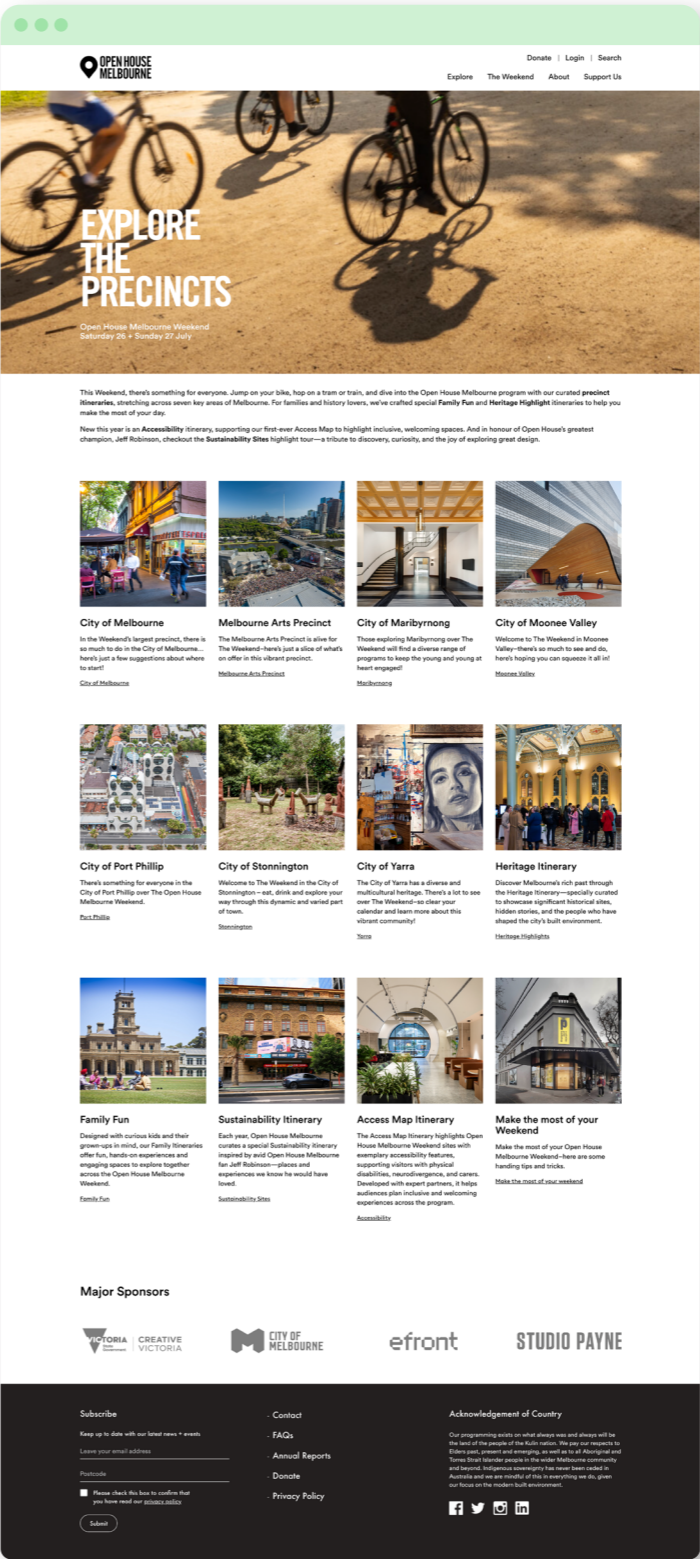 OPEN HOUSE
MELBOURNE
Donate | Login | Search
Explore The Weekend About Support Us
EXPLORE
THE
PRECINCTS
Open House Melbourne Weekend
Saturday 26 + Sunday 27 July
This Weekend, there's something for everyone. Jump on your bike, hop on a tram or train, and dive into the Open House Melbourne program with our curated precinct
itineraries, stretching across seven key areas of Melbourne. For families and history lovers, we've crafted special Family Fun and Heritage Highlight itineraries to help you
make the most of your day.
New this year is an Accessibility itinerary, supporting our first-ever Access Map to highlight inclusive, welcoming spaces. And in honour of Open House's greatest
champion, Jeff Robinson, checkout the Sustainability Sites highlight tour—a tribute to discovery, curiosity, and the joy of exploring great design.
City of Melbourne
In the Weekend's largest precinct, there is
so much to do in the City of Melbourne...
here's just a few suggestions about where
to start!
City of Melbourne
Melbourne Arts Precinct
The Melbourne Arts Precinct is alive for
The Weekend–here's just a slice of what's
on offer in this vibrant precinct.
Melbourne Arts Precinct
City of Maribyrnong
Those exploring Maribyrnong over The
Weekend will find a diverse range of
programs to keep the young and young at
heart engaged!
Maribyrnong
City of Moonee Valley
Welcome to The Weekend in Moonee
Valley–there's so much to see and do,
here's hoping you can squeeze it all in!
Moonee Valley
City of Port Phillip
There's something for everyone in the
City of Port Phillip over The Open House
Melbourne Weekend.
Port Phillip
City of Stonnington
Welcome to The Weekend in the City of
Stonnington – eat, drink and explore your
way through this dynamic and varied part
of town.
Stonnington
City of Yarra
The City of Yarra has a diverse and
multicultural heritage. There's a lot to see
over The Weekend–so clear your
calendar and learn more about this
vibrant community!
Yarra
Heritage Itinerary
Discover Melbourne's rich past through
the Heritage Itinerary—specially curated
to showcase significant historical sites,
hidden stories, and the people who have
shaped the city's built environment.
Heritage Highlights
Family Fun
Designed with curious kids and their
grown-ups in mind, our Family Itineraries
offer fun, hands-on experiences and
engaging spaces to explore together
across the Open House Melbourne
Weekend.
Family Fun
Sustainability Itinerary
Each year, Open House Melbourne
curates a special Sustainability itinerary
inspired by avid Open House Melbourne
fan Jeff Robinson—places and
experiences we know he would have
loved.
Sustainability Sites
Access Map Itinerary
The Access Map Itinerary highlights Open
House Melbourne Weekend sites with
exemplary accessibility features,
supporting visitors with physical
disabilities, neurodivergence, and carers.
Developed with expert partners, it helps
audiences plan inclusive and welcoming
experiences across the program.
Accessibility
Make the most of your
Weekend
Make the most of your Open House
Melbourne Weekend–here are some
handing tips and tricks.
Make the most of your weekend
Major Sponsors
VICTORIA
State
Government
CREATIVE
VICTORIA
CITY OF
MELBOURNE
efront
STUDIO PAYNE
Subscribe
Keep up to date with our latest news + events
Leave your email address
Postcode
Please check this box to confirm that
you have read our privacy policy
Submit
- Contact
- FAQs
- Annual Reports
- Donate
- Privacy Policy
Acknowledgement of Country
Our programming exists on what always was and always will be
the land of the people of the Kulin nation. We pay our respects to
Elders past, present and emerging, as well as to all Aboriginal and
Torres Strait Islander people in the wider Melbourne community
and beyond. Indigenous sovereignty has never been ceded in
Australia and we are mindful of this in everything we do, given
our focus on the modern built environment.